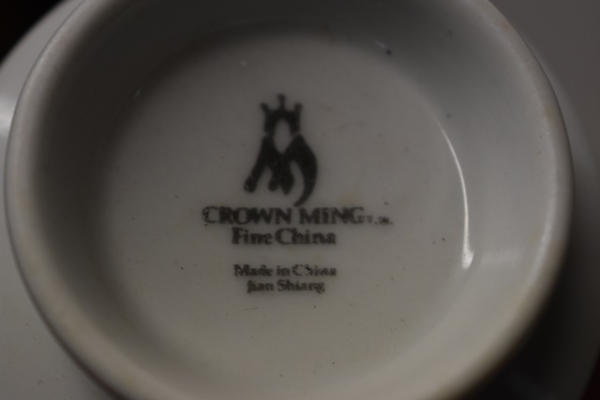 CROWN MING T.M.
Fine China
Made in China
Jian Shiang